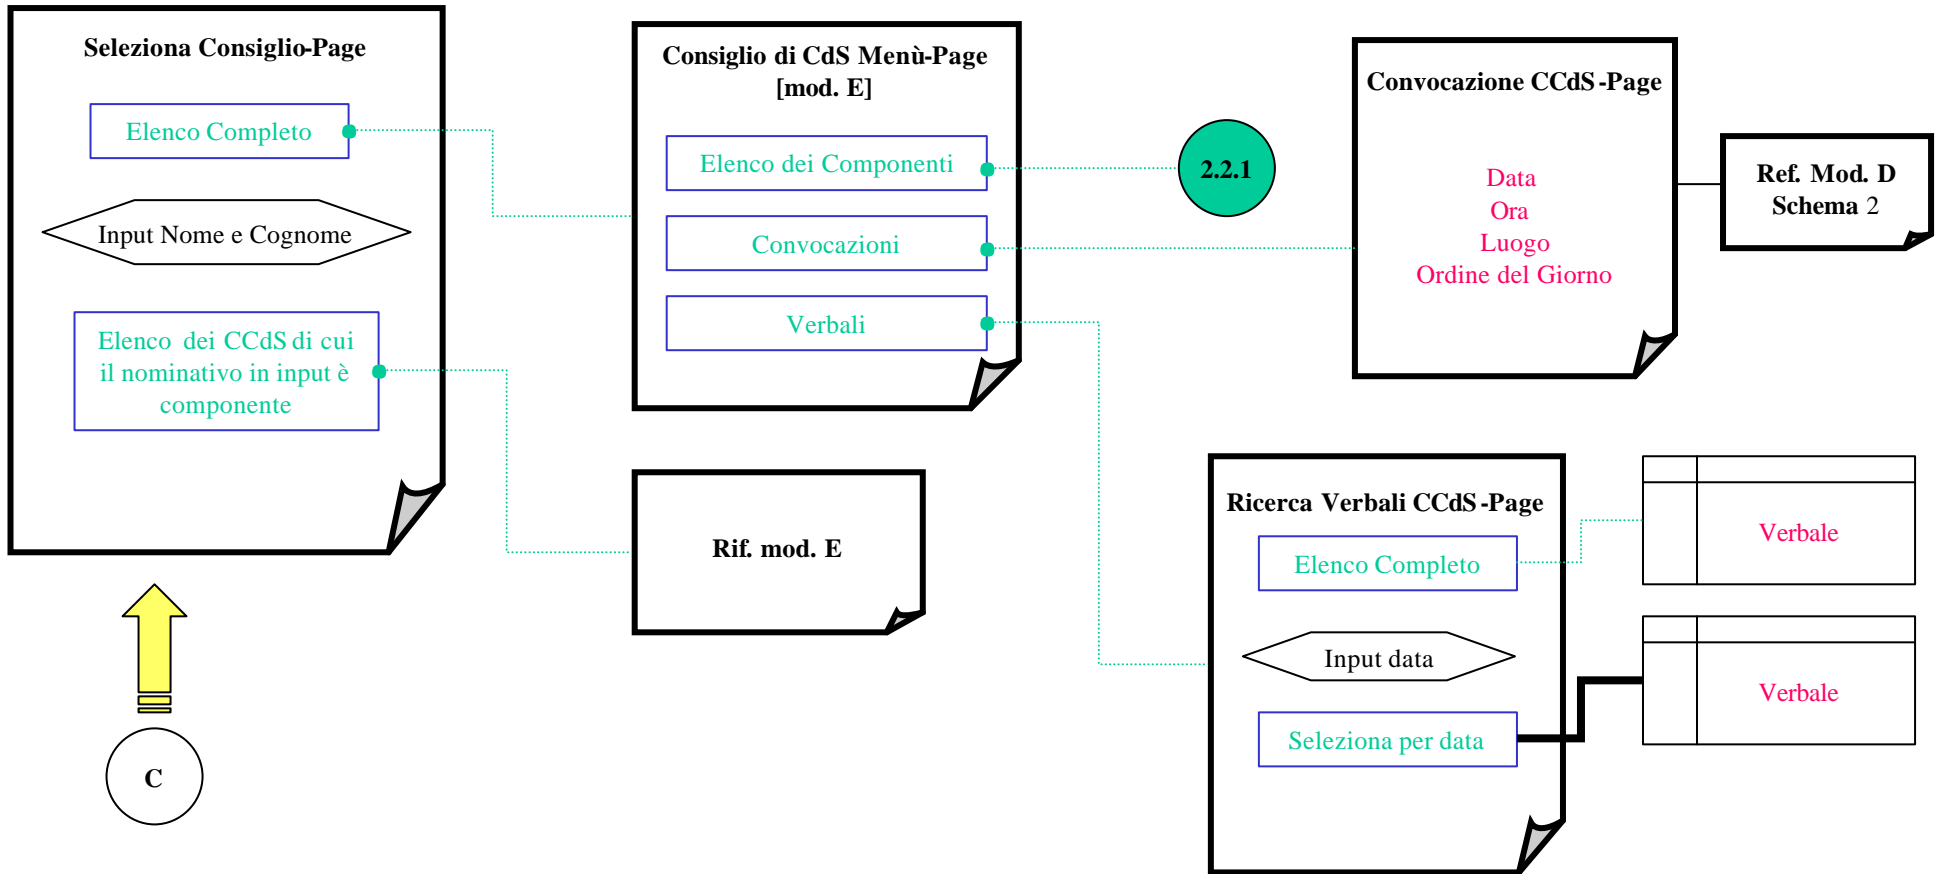 Seleziona Consiglio-Page
Elenco Completo
Input Nome e Cognome
Elenco dei CCdS di cui
il nominativo in input è
componente
C
Consiglio di CdS Menù-Page
[mod. E]
Elenco dei Componenti
Convocazioni
Verbali
Rif. mod. E
2.2.1
Convocazione CCdS-Page
Data
Ora
Luogo
Ordine del Giorno
Ref. Mod. D
Schema 2
Ricerca Verbali CCdS-Page
Elenco Completo
Input data
Seleziona per data
Verbale
Verbale